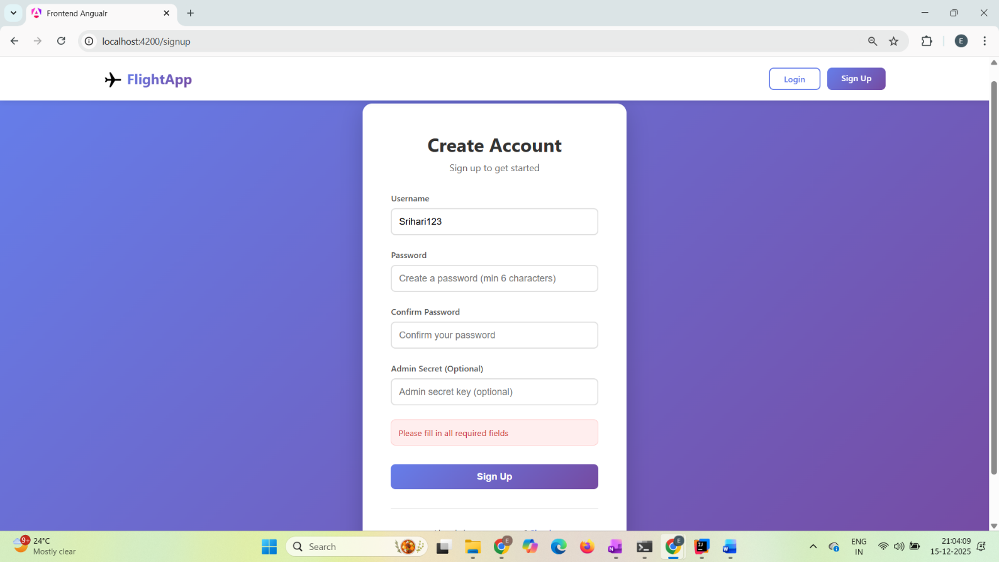 Frontend Angualr
localhost:4200/signup
E
FlightApp
Login
Sign Up
Create Account
Sign up to get started
Username
Srihari123
Password
Create a password (min 6 characters)
Confirm Password
Confirm your password
Admin Secret (Optional)
Admin secret key (optional)
Please fill in all required fields
Sign Up
9+
24°C
Mostly clear
Search
ENG
IN
21:04:09
15-12-2025